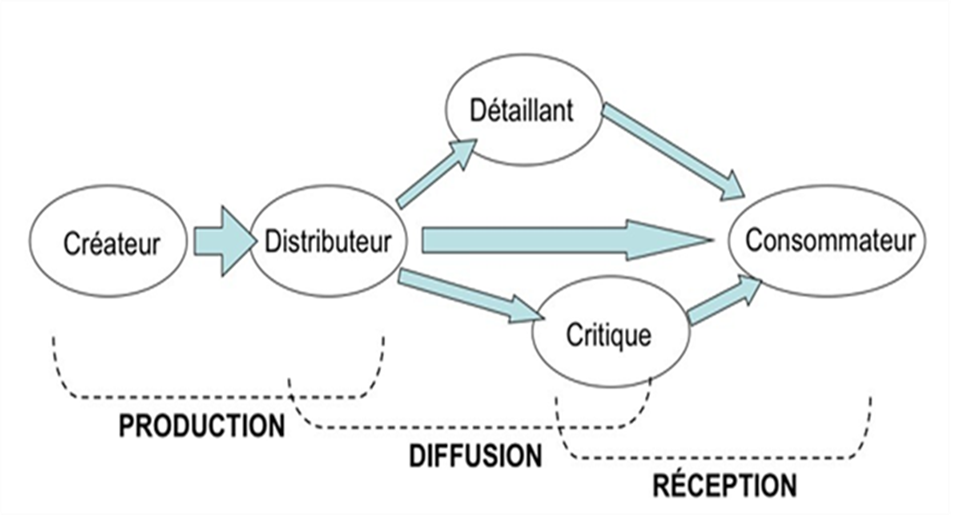 Détaillant
Créateur
Distributeur
Consommateur
Critique
PRODUCTION
DIFFUSION
RÉCEPTION